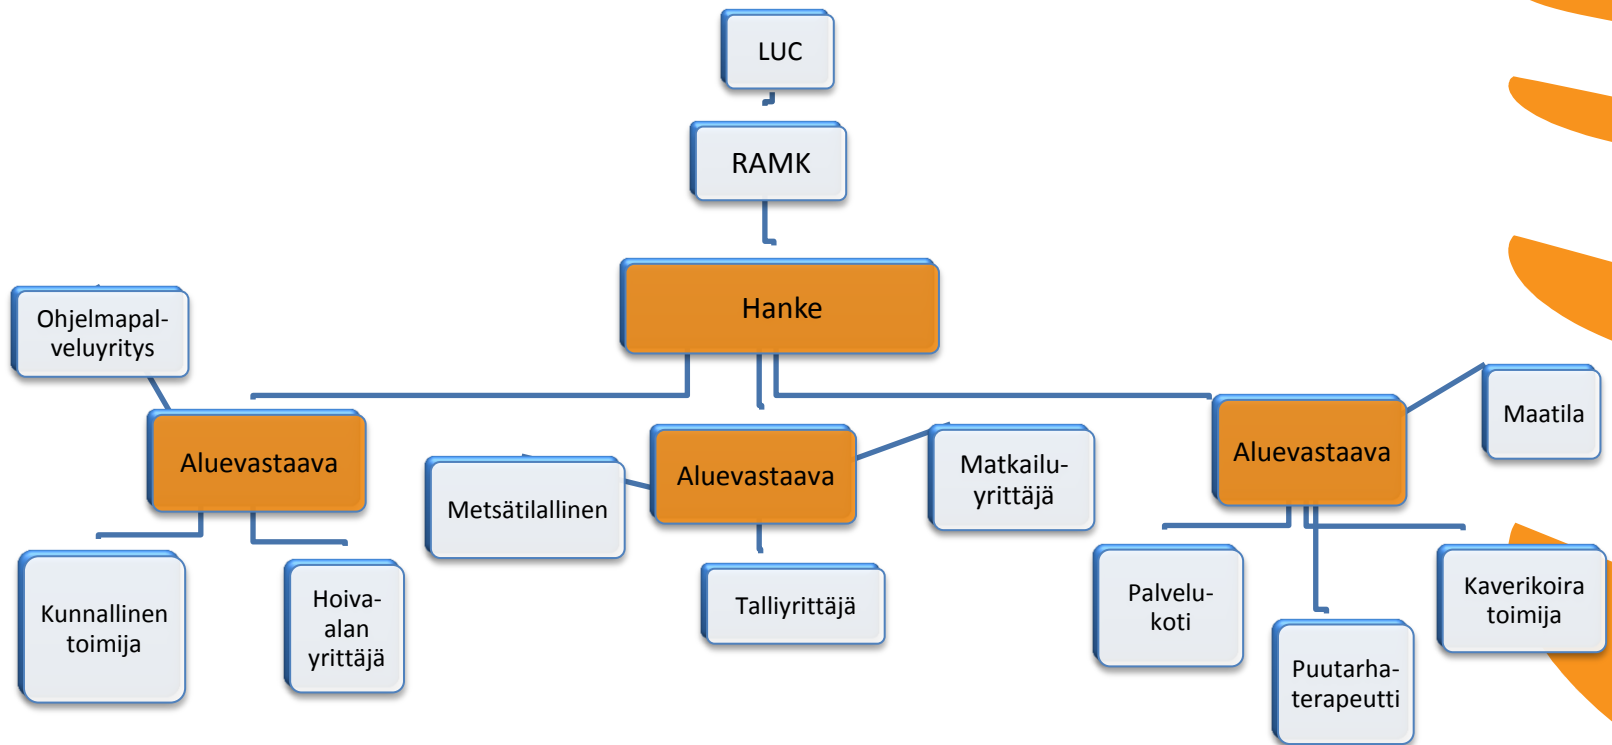 LUC
RAMK
Hanke
Ohjelmapal-
veluyritys
Aluevastaava
Kunnallinen
toimija
Hoiva-
alan
yrittäjä
Metsätilallinen
Aluevastaava
Matkailu-
yrittäjä
Talliyrittäjä
Aluevastaava
Maatila
Palvelu-
koti
Puutarha-
terapeutti
Kaverikoira
toimija